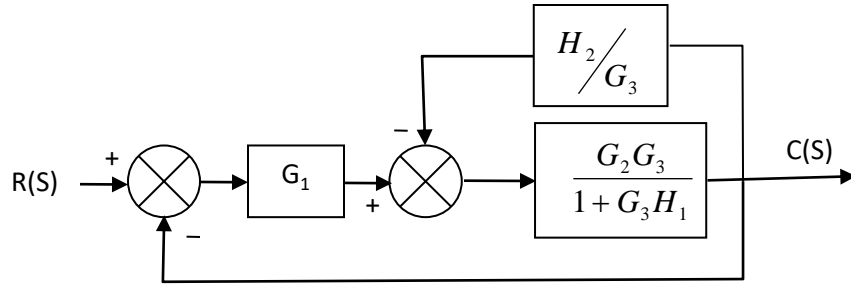 R(S)
+
−
G₁
+
−
H₂/G₃
G₂G₃
1 + G₃H₁
C(S)